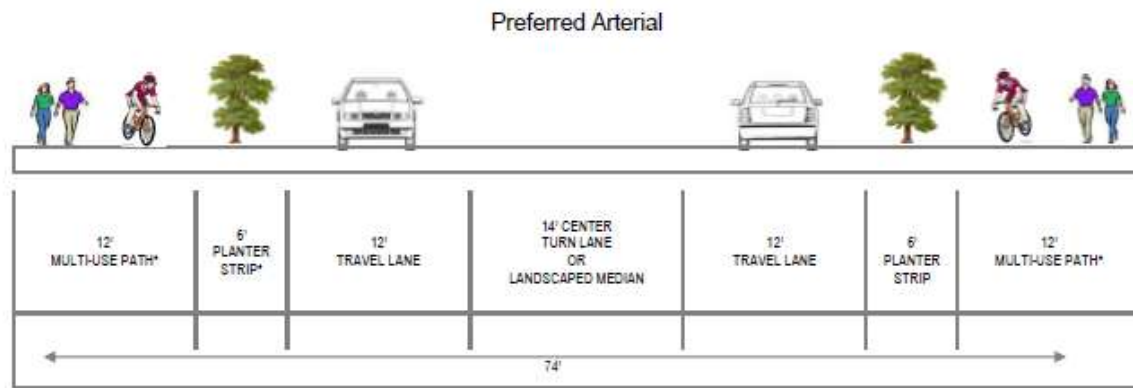 Preferred Arterial
12'
MULTI-USE PATH*
6'
PLANTER
STRIP*
12'
TRAVEL LANE
14' CENTER
TURN LANE
OR
LANDSCAPED MEDIAN
12'
TRAVEL LANE
6'
PLANTER
STRIP
12'
MULTI-USE PATH*
74'